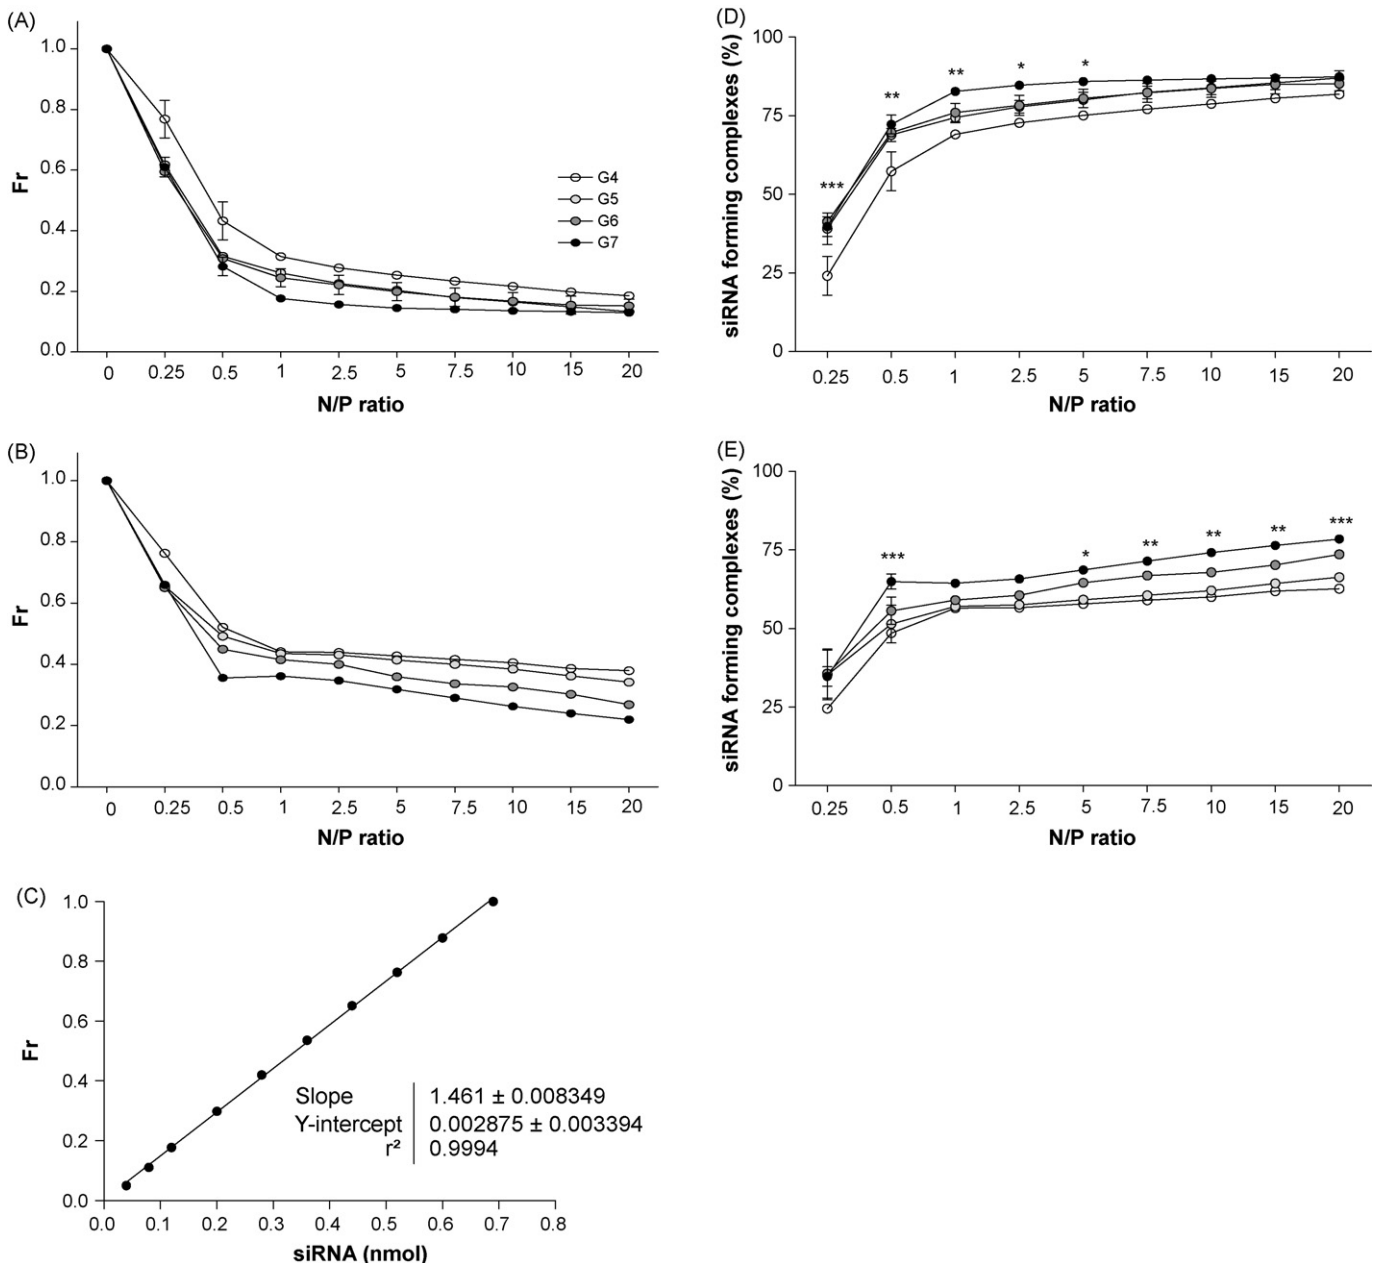 (A)
1.0
0.8
0.6
0.4
0.2
0.0
Fr
G4
G5
G6
G7
0 0.25 0.5 1 2.5 5 7.5 10 15 20
N/P ratio
(D)
100
75
50
25
0
siRNA forming complexes (%)
*** ** ** * *
0.25 0.5 1 2.5 5 7.5 10 15 20
N/P ratio
(B)
1.0
0.8
0.6
0.4
0.2
0.0
Fr
0 0.25 0.5 1 2.5 5 7.5 10 15 20
N/P ratio
(E)
100
75
50
25
0
siRNA forming complexes (%)
*** * ** ** ** ***
0.25 0.5 1 2.5 5 7.5 10 15 20
N/P ratio
(C)
1.0
0.8
0.6
0.4
0.2
0.0
Fr
Slope 1.461 ± 0.008349
Y-intercept 0.002875 ± 0.003394
r² 0.9994
0.0 0.1 0.2 0.3 0.4 0.5 0.6 0.7 0.8
siRNA (nmol)